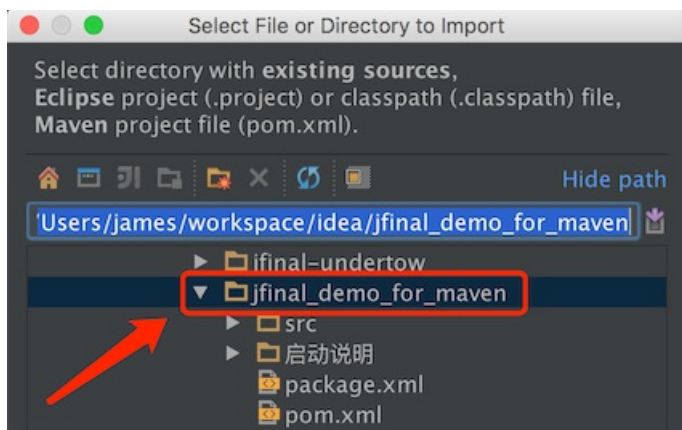 Select File or Directory to Import
Select directory with existing sources,
Eclipse project (.project) or classpath (.classpath) file,
Maven project file (pom.xml).
Hide path
/Users/james/workspace/idea/jfinal_demo_for_maven
jfinal-undertow
jfinal_demo_for_maven
src
启动说明
package.xml
pom.xml